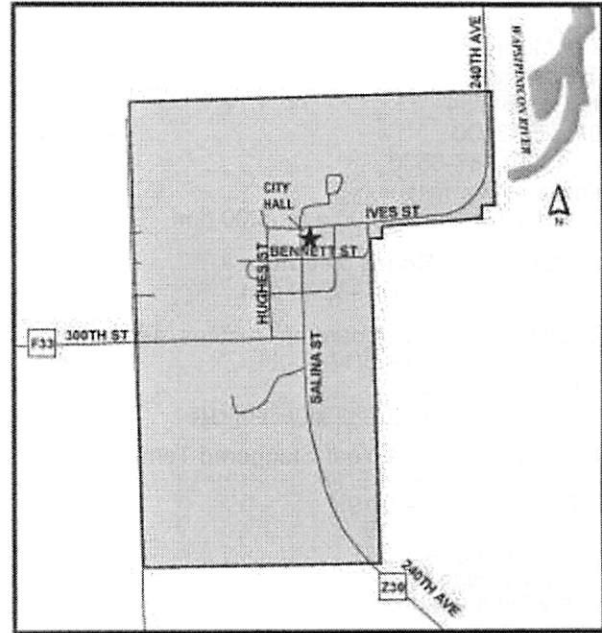 240TH AVE
WAPSIPINICON RIVER
CITY
HALL
IVES ST
N
BENNETT ST
HUGHES ST
F33
300TH ST
SALINA ST
Z30
240TH AVE